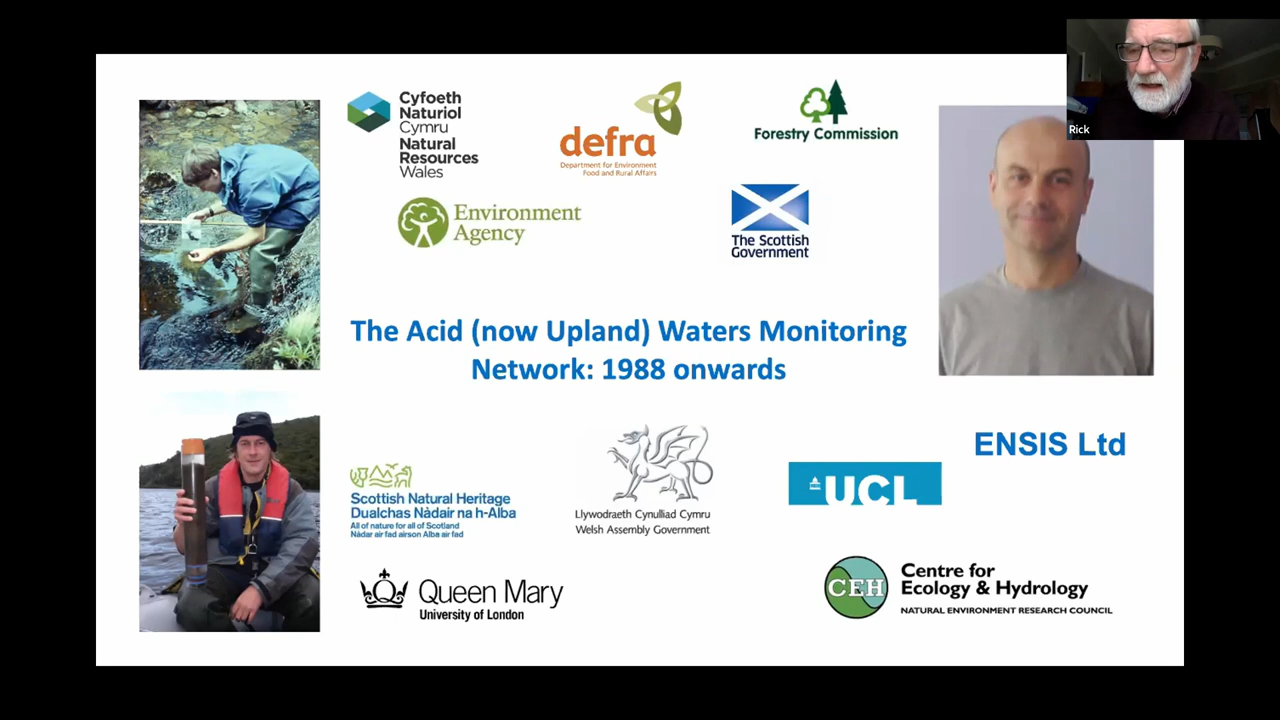 Rick
Cyfoeth
Naturiol
Cymru
Natural
Resources
Wales
defra
Department for Environment
Food and Rural Affairs
Forestry Commission
Environment
Agency
The Scottish
Government
The Acid (now Upland) Waters Monitoring
Network: 1988 onwards
ENSIS Ltd
Scottish Natural Heritage
Dualchas Nàdair na h-Alba
All of nature for all of Scotland
Nàdar air fad airson Alba air fad
Llywodraeth Cynulliad Cymru
Welsh Assembly Government
UCL
Queen Mary
University of London
CEH
Centre for
Ecology & Hydrology
NATURAL ENVIRONMENT RESEARCH COUNCIL